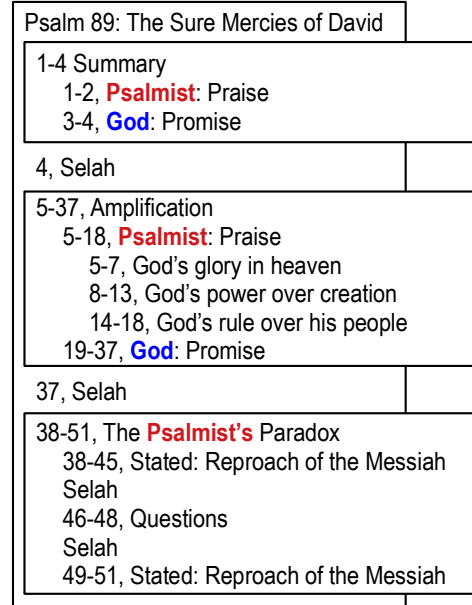 Psalm 89: The Sure Mercies of David
1-4 Summary
1-2, Psalmist: Praise
3-4, God: Promise
4, Selah
5-37, Amplification
5-18, Psalmist: Praise
5-7, God’s glory in heaven
8-13, God’s power over creation
14-18, God’s rule over his people
19-37, God: Promise
37, Selah
38-51, The Psalmist’s Paradox
38-45, Stated: Reproach of the Messiah
Selah
46-48, Questions
Selah
49-51, Stated: Reproach of the Messiah